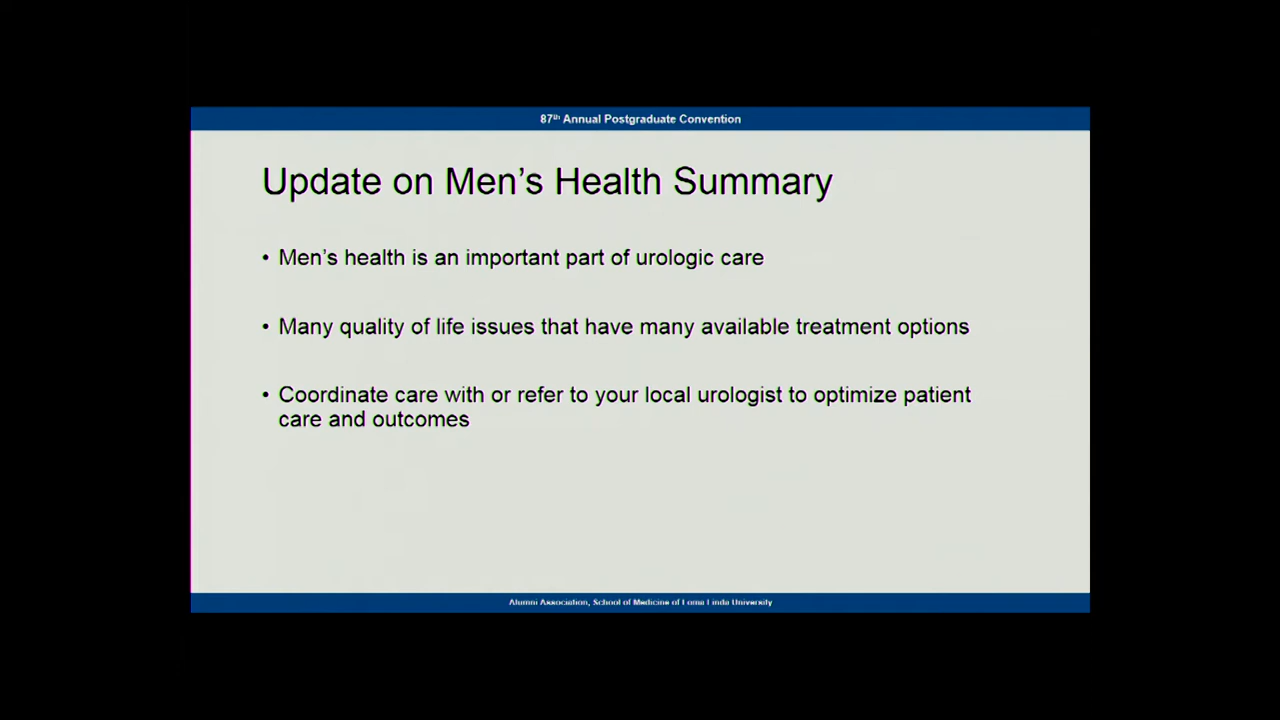 87th Annual Postgraduate Convention
Update on Men’s Health Summary
• Men’s health is an important part of urologic care
• Many quality of life issues that have many available treatment options
• Coordinate care with or refer to your local urologist to optimize patient
care and outcomes
Alumni Association, School of Medicine of Loma Linda University